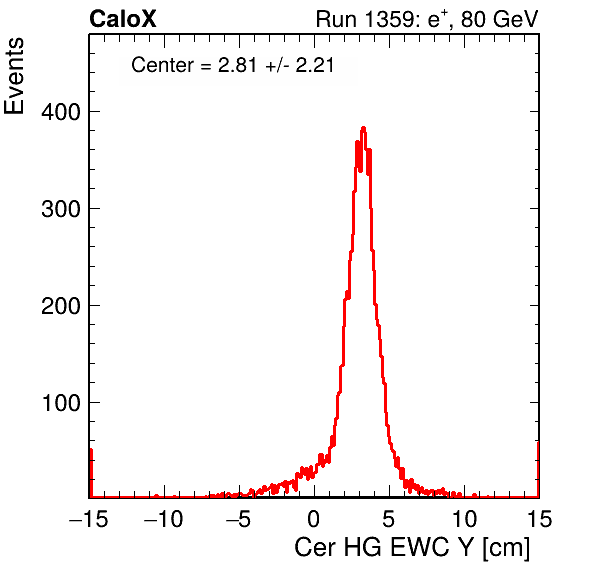 CaloX Run 1359: e+, 80 GeV
Events
Center = 2.81 +/- 2.21
400
300
200
100
−15 −10 −5 0 5 10 15
Cer HG EWC Y [cm]